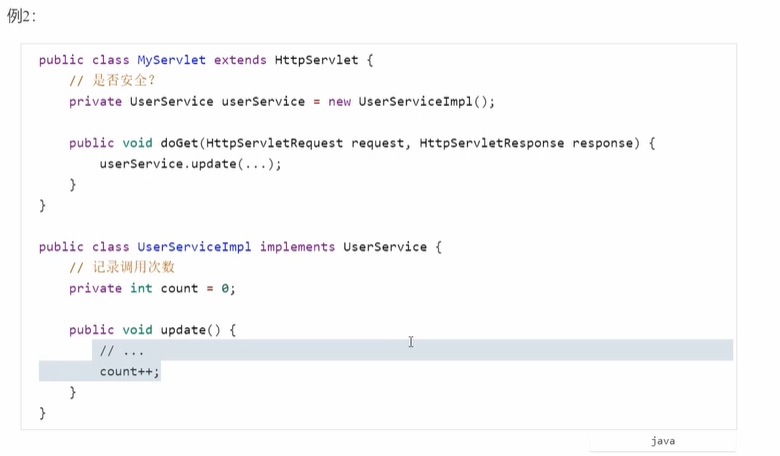 例2：
public class MyServlet extends HttpServlet {
    // 是否安全？
    private UserService userService = new UserServiceImpl();
    public void doGet(HttpServletRequest request, HttpServletResponse response) {
        userService.update(...);
    }
}
public class UserServiceImpl implements UserService {
    // 记录调用次数
    private int count = 0;
    public void update() {
        // ...
        count++;
    }
}
java